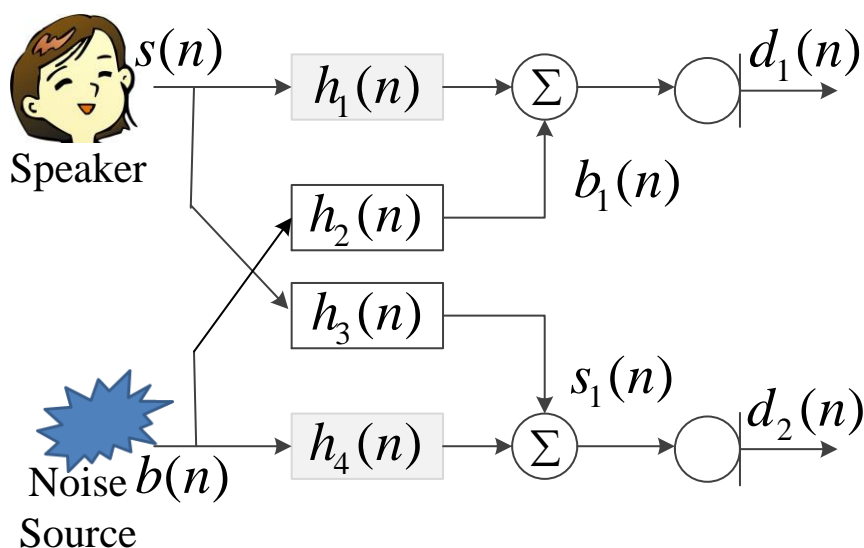 s(n)
h₁(n)
Σ
d₁(n)
Speaker
h₂(n)
b₁(n)
h₃(n)
s₁(n)
h₄(n)
Σ
d₂(n)
Noise b(n)
Source